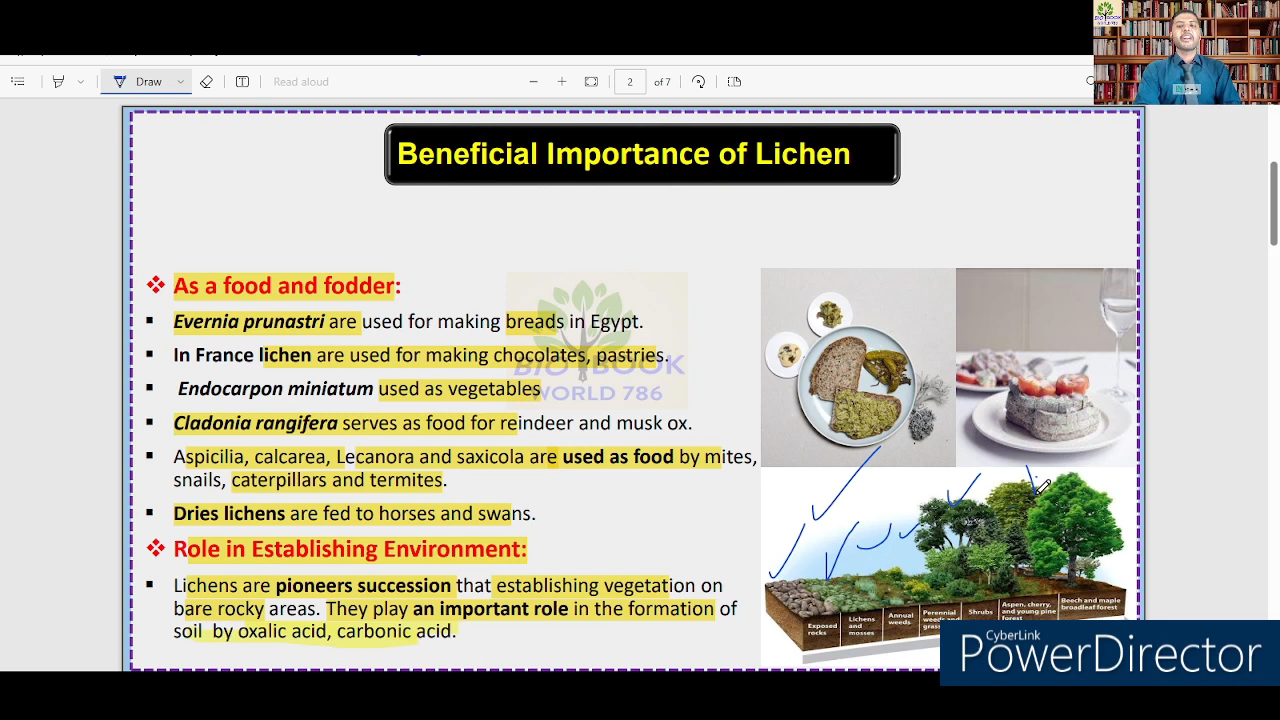 BIO BOOK
Draw
Read aloud
2
of 7
Beneficial Importance of Lichen
❖ As a food and fodder:
▪ Evernia prunastri are used for making breads in Egypt.
▪ In France lichen are used for making chocolates, pastries.
▪ Endocarpon miniatum used as vegetables
▪ Cladonia rangifera serves as food for reindeer and musk ox.
▪ Aspicilia, calcarea, Lecanora and saxicola are used as food by mites,
snails, caterpillars and termites.
▪ Dries lichens are fed to horses and swans.
❖ Role in Establishing Environment:
▪ Lichens are pioneers succession that establishing vegetation on
bare rocky areas. They play an important role in the formation of
soil by oxalic acid, carbonic acid.
BIO BOOK
WORLD 786
Exposed
rocks
Lichens
and
mosses
Annual
weeds
Perennial
weeds and
Shrubs
Aspen, cherry,
and young pine
forest
Beech and maple
broadleaf forest
CyberLink
PowerDirector